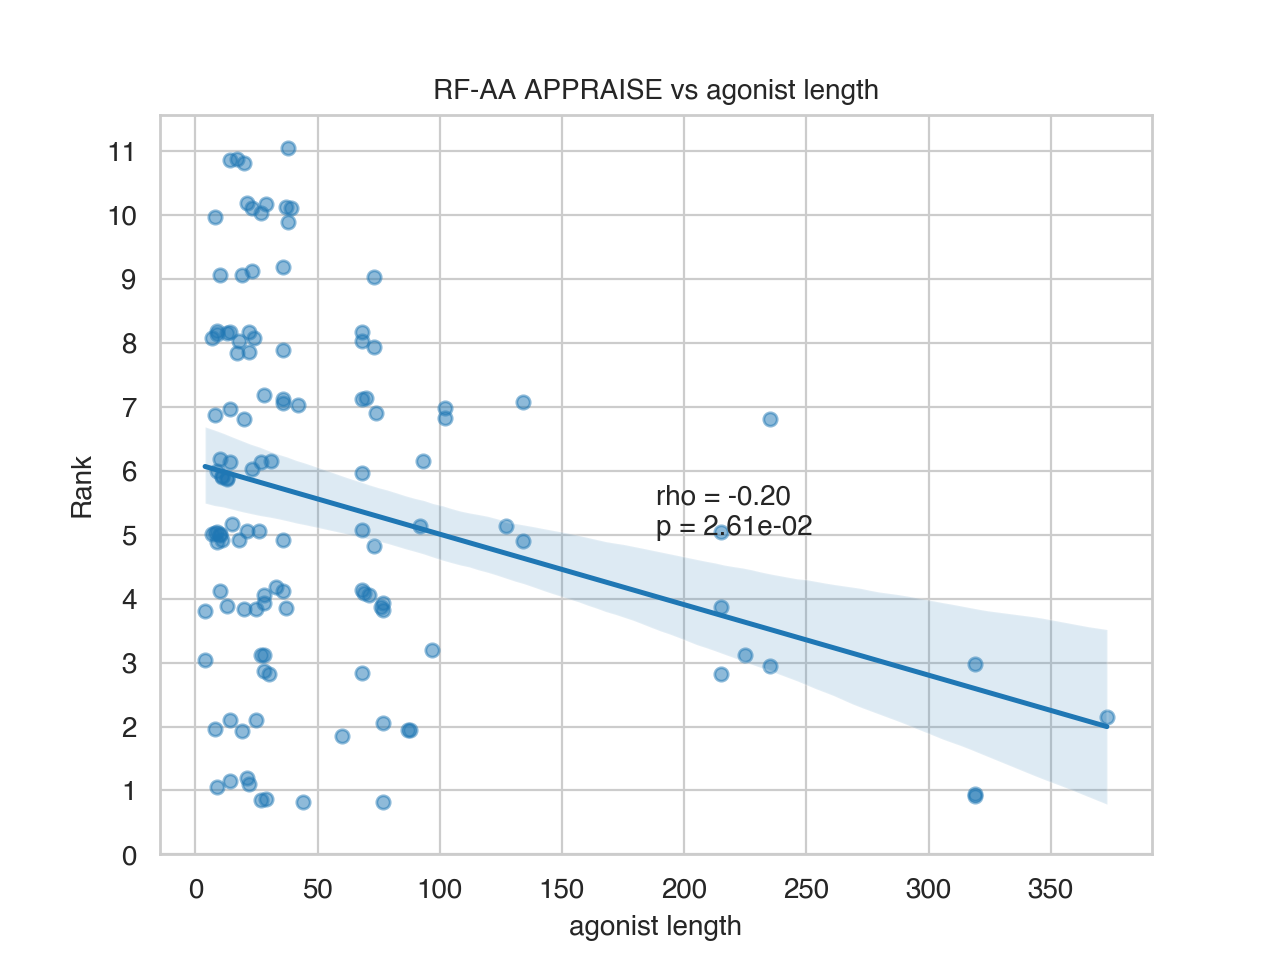 RF-AA APPRAISE vs agonist length
11
10
9
8
7
6
5
4
3
2
1
0
Rank
rho = -0.20
p = 2.61e-02
0 50 100 150 200 250 300 350
agonist length